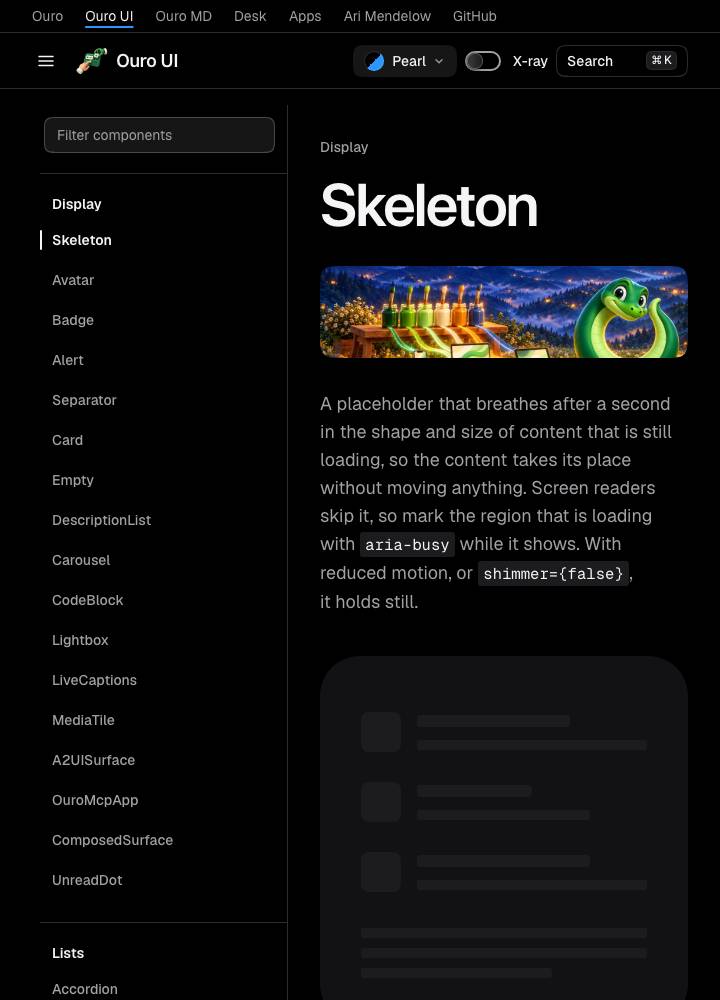 Ouro Ouro UI Ouro MD Desk Apps Ari Mendelow GitHub
Ouro UI
Pearl
X-ray
Search ⌘ K
Filter components
Display
Skeleton
Avatar
Badge
Alert
Separator
Card
Empty
DescriptionList
Carousel
CodeBlock
Lightbox
LiveCaptions
MediaTile
A2UISurface
OuroMcpApp
ComposedSurface
UnreadDot
Lists
Accordion
Display
Skeleton
A placeholder that breathes after a second
in the shape and size of content that is still
loading, so the content takes its place
without moving anything. Screen readers
skip it, so mark the region that is loading
with aria-busy while it shows. With
reduced motion, or shimmer={false},
it holds still.